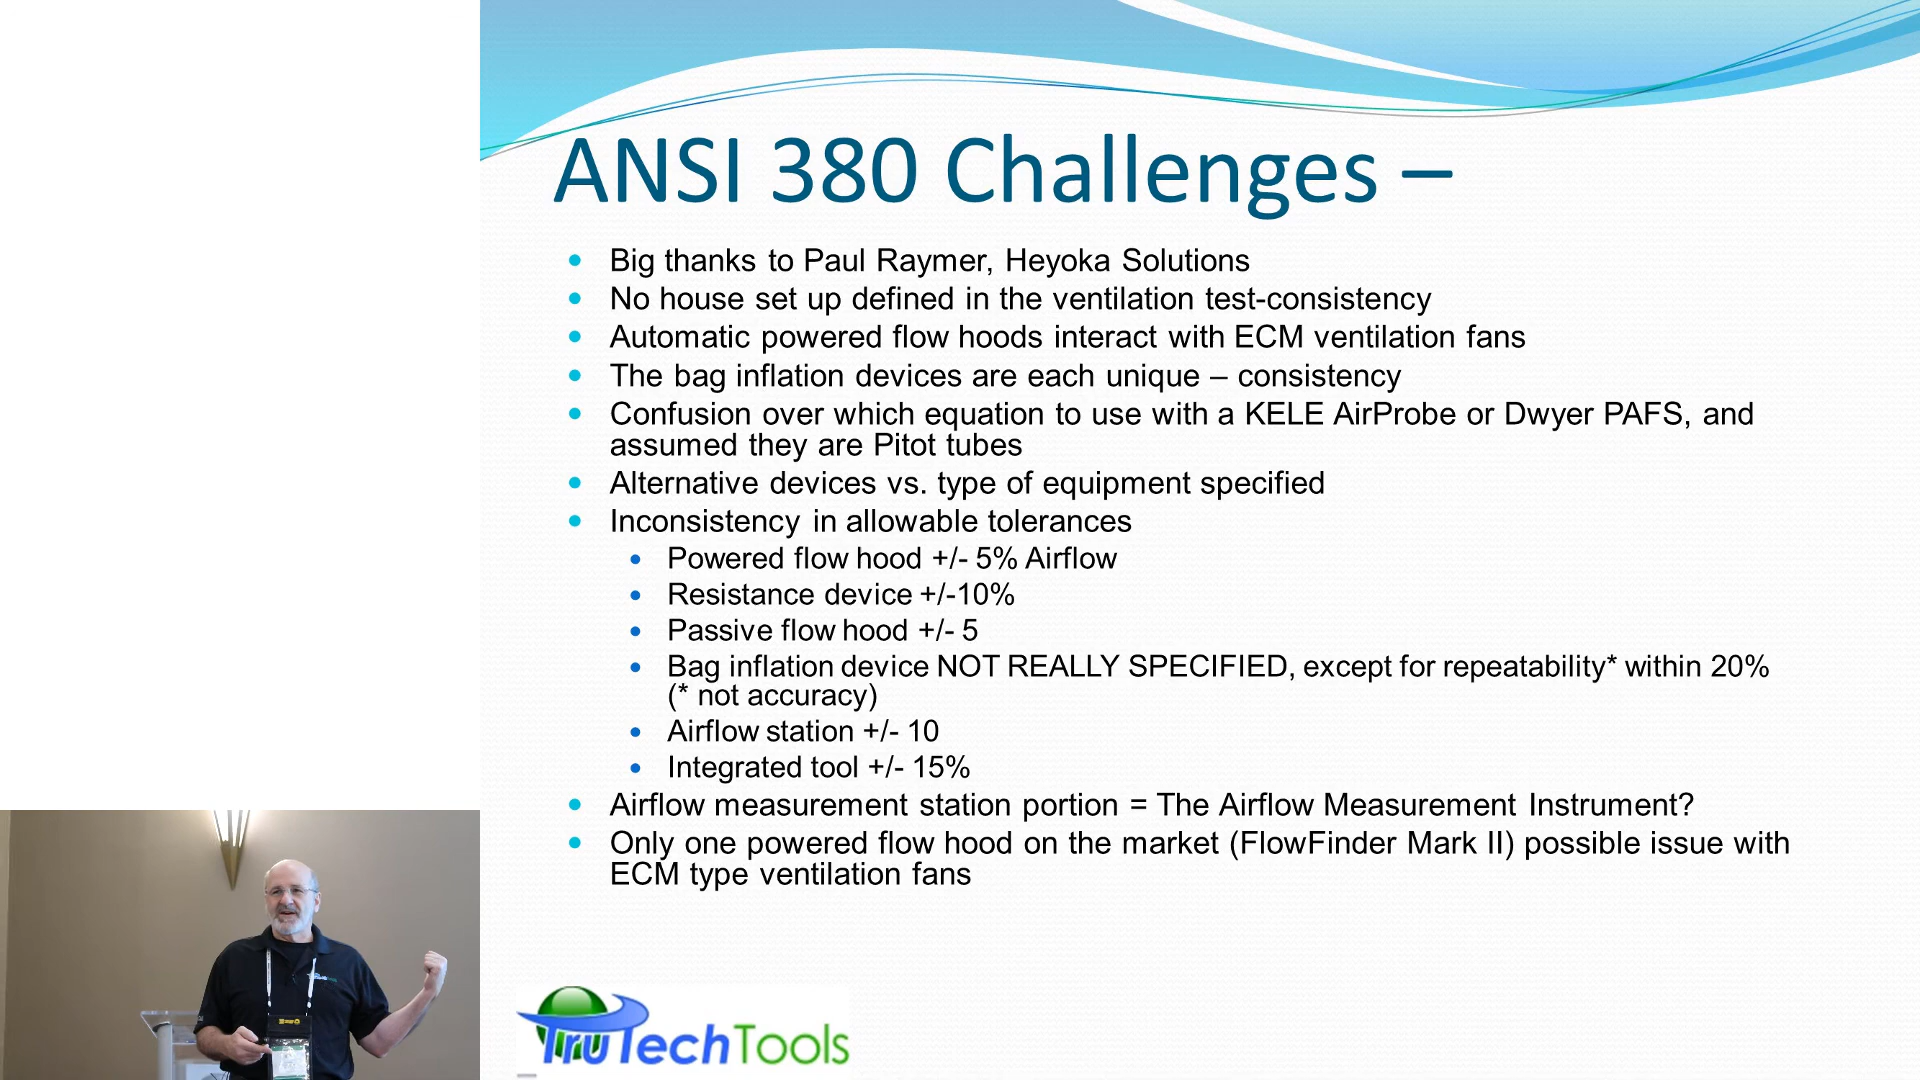 ANSI 380 Challenges –
Big thanks to Paul Raymer, Heyoka Solutions
No house set up defined in the ventilation test-consistency
Automatic powered flow hoods interact with ECM ventilation fans
The bag inflation devices are each unique – consistency
Confusion over which equation to use with a KELE AirProbe or Dwyer PAFS, and
assumed they are Pitot tubes
Alternative devices vs. type of equipment specified
Inconsistency in allowable tolerances
Powered flow hood +/- 5% Airflow
Resistance device +/-10%
Passive flow hood +/- 5
Bag inflation device NOT REALLY SPECIFIED, except for repeatability* within 20%
(* not accuracy)
Airflow station +/- 10
Integrated tool +/- 15%
Airflow measurement station portion = The Airflow Measurement Instrument?
Only one powered flow hood on the market (FlowFinder Mark II) possible issue with
ECM type ventilation fans
TruTechTools